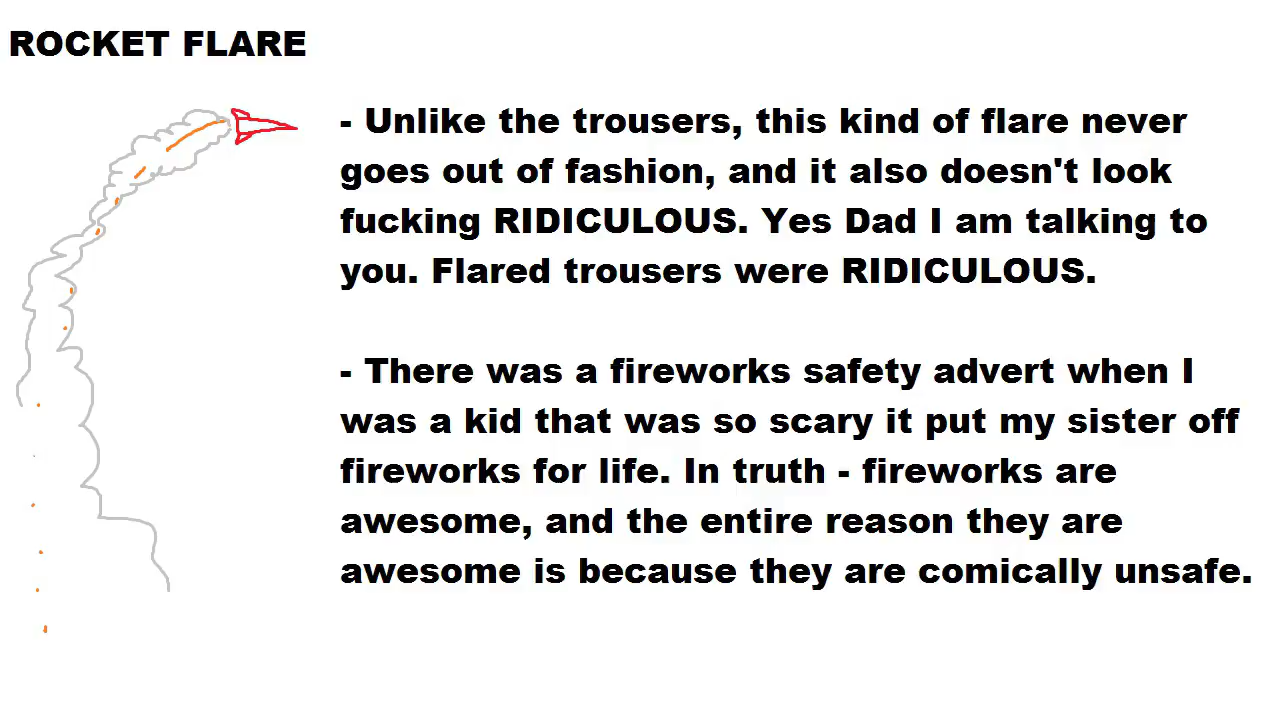 ROCKET FLARE
- Unlike the trousers, this kind of flare never
goes out of fashion, and it also doesn't look
fucking RIDICULOUS. Yes Dad I am talking to
you. Flared trousers were RIDICULOUS.
- There was a fireworks safety advert when I
was a kid that was so scary it put my sister off
fireworks for life. In truth - fireworks are
awesome, and the entire reason they are
awesome is because they are comically unsafe.